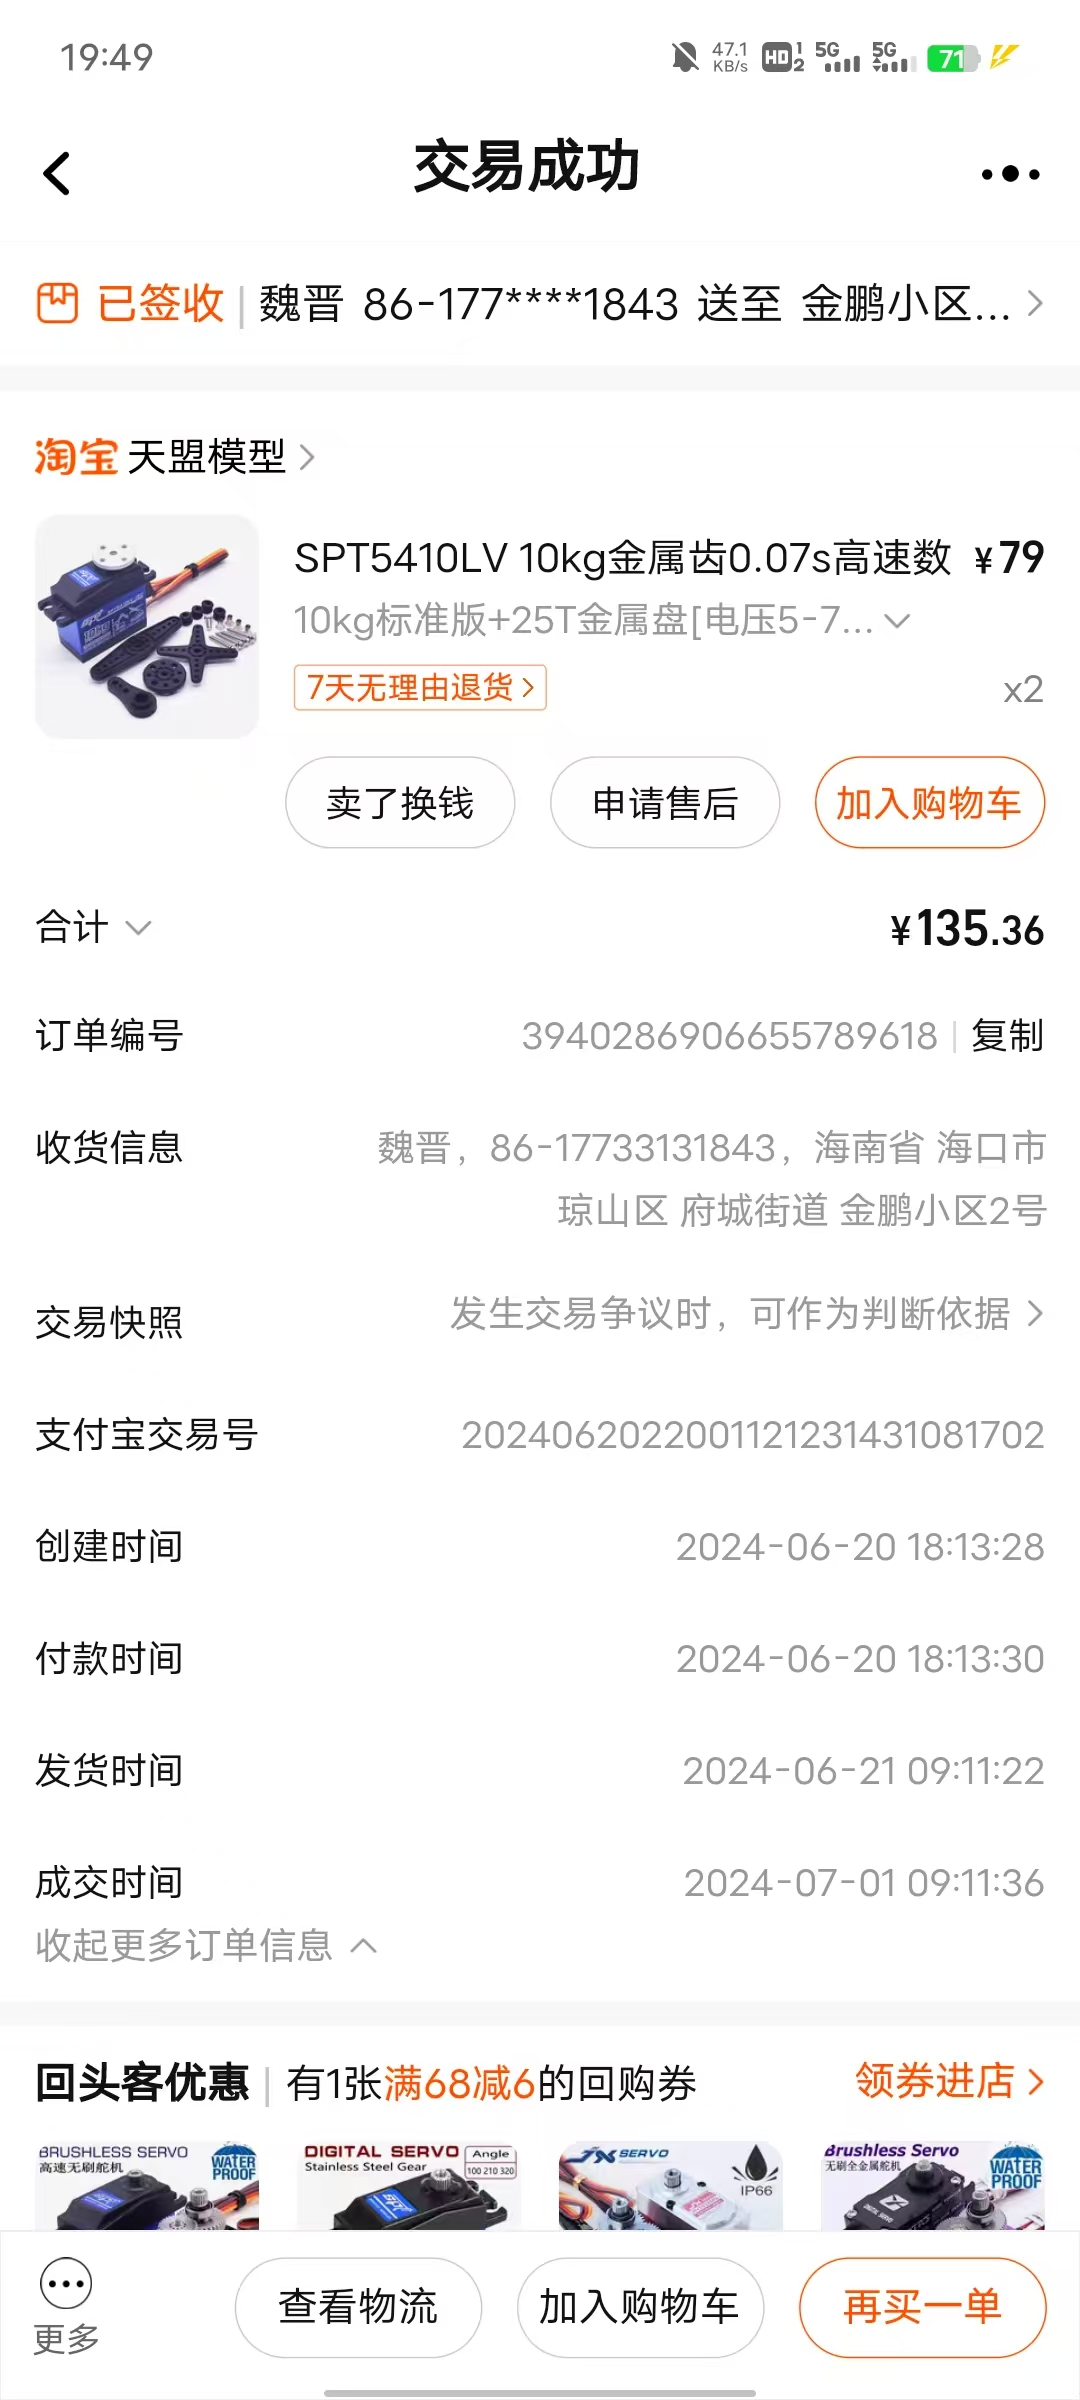 19:49
47.1 KB/s HD 1 2 5G 5G 71
交易成功
已签收 | 魏晋 86-177****1843 送至 金鹏小区...
淘宝 天盟模型
SPT5410LV 10kg金属齿0.07s高速数 ¥79
10kg标准版+25T金属盘[电压5-7...
7天无理由退货
x2
卖了换钱 申请售后 加入购物车
合计 ¥135.36
订单编号 3940286906655789618 | 复制
收货信息 魏晋，86-17733131843，海南省 海口市
琼山区 府城街道 金鹏小区2号
交易快照 发生交易争议时，可作为判断依据
支付宝交易号 2024062022001121231431081702
创建时间 2024-06-20 18:13:28
付款时间 2024-06-20 18:13:30
发货时间 2024-06-21 09:11:22
成交时间 2024-07-01 09:11:36
收起更多订单信息
回头客优惠 | 有1张满68减6的回购券 领券进店
BRUSHLESS SERVO
高速无刷舵机
WATER PROOF
DIGITAL SERVO
Stainless Steel Gear
Angle
100 210 320
JX SERVO
IP66
Brushless Servo
无刷全金属舵机
WATER PROOF
更多 查看物流 加入购物车 再买一单